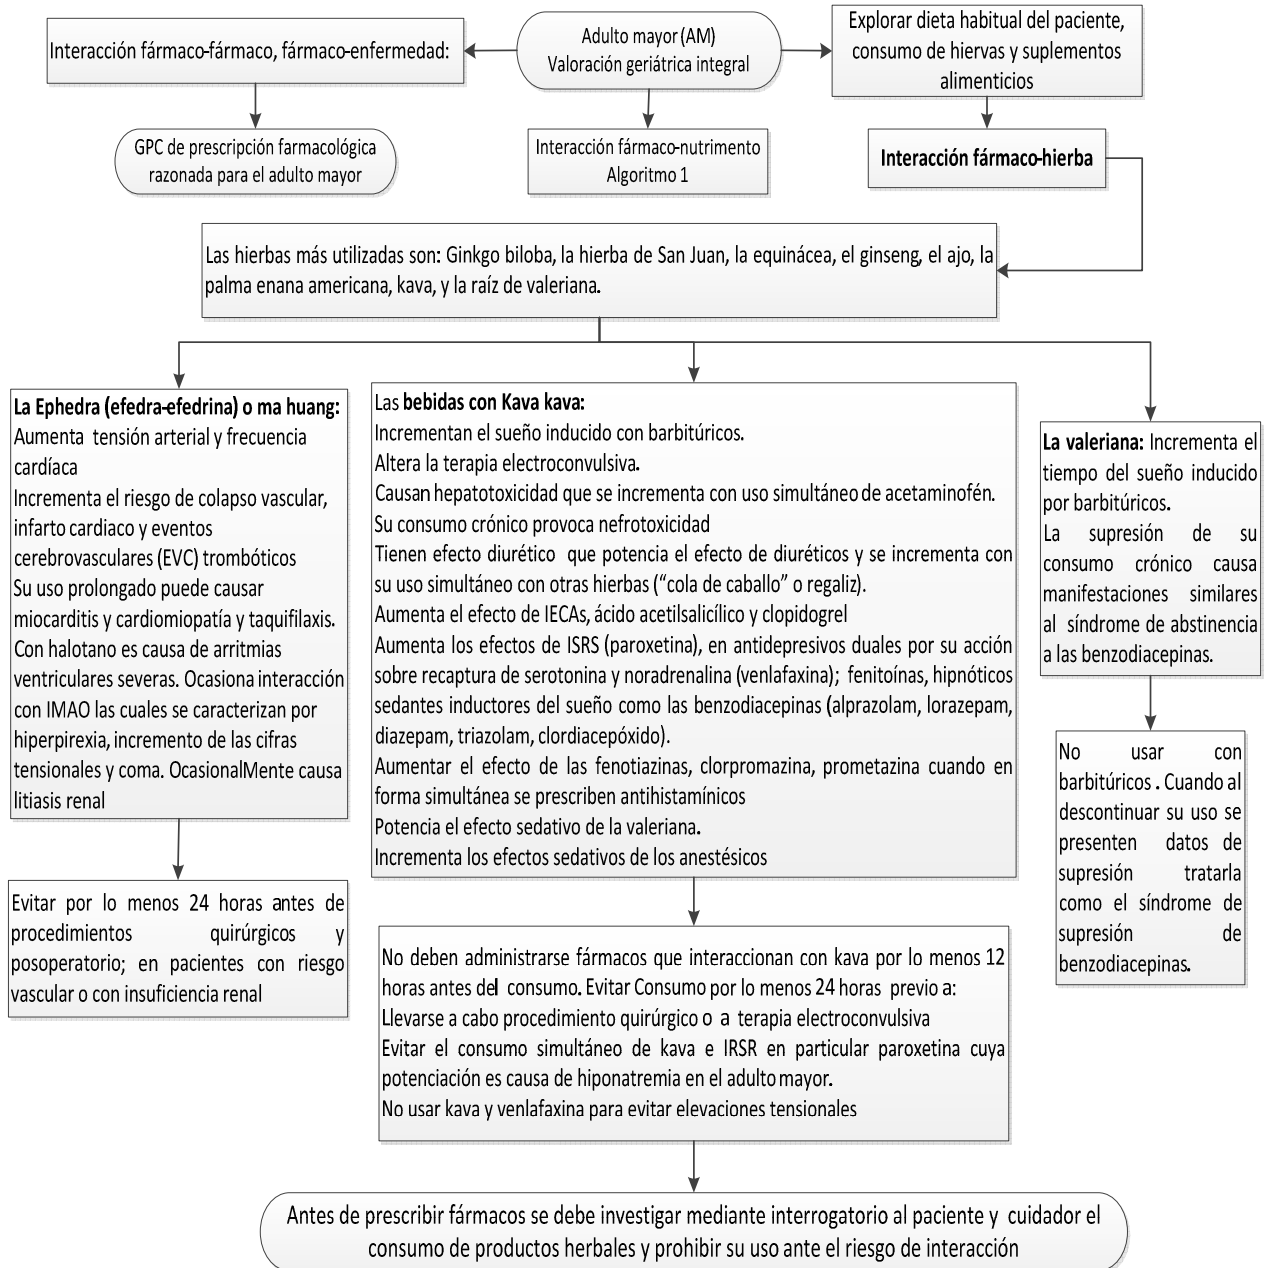 Interacción fármaco-fármaco, fármaco-enfermedad:
Adulto mayor (AM)
Valoración geriátrica integral
Explorar dieta habitual del paciente,
consumo de hiervas y suplementos
alimenticios
GPC de prescripción farmacológica
razonada para el adulto mayor
Interacción fármaco-nutrimento
Algoritmo 1
Interacción fármaco-hierba
Las hierbas más utilizadas son: Ginkgo biloba, la hierba de San Juan, la equinácea, el ginseng, el ajo, la
palma enana americana, kava, y la raíz de valeriana.
La Ephedra (efedra-efedrina) o ma huang:
Aumenta tensión arterial y frecuencia
cardíaca
Incrementa el riesgo de colapso vascular,
infarto cardiaco y eventos
cerebrovasculares (EVC) trombóticos
Su uso prolongado puede causar
miocarditis y cardiomiopatía y taquifilaxis.
Con halotano es causa de arritmias
ventriculares severas. Ocasiona interacción
con IMAO las cuales se caracterizan por
hiperpirexia, incremento de las cifras
tensionales y coma. OcasionalMente causa
litiasis renal
Las bebidas con Kava kava:
Incrementan el sueño inducido con barbitúricos.
Altera la terapia electroconvulsiva.
Causan hepatotoxicidad que se incrementa con uso simultáneo de acetaminofén.
Su consumo crónico provoca nefrotoxicidad
Tienen efecto diurético que potencia el efecto de diuréticos y se incrementa con
su uso simultáneo con otras hierbas (“cola de caballo” o regaliz).
Aumenta el efecto de IECAs, ácido acetilsalicílico y clopidogrel
Aumenta los efectos de ISRS (paroxetina), en antidepresivos duales por su acción
sobre recaptura de serotonina y noradrenalina (venlafaxina); fenitoínas, hipnóticos
sedantes inductores del sueño como las benzodiacepinas (alprazolam, lorazepam,
diazepam, triazolam, clordiacepóxido).
Aumentar el efecto de las fenotiazinas, clorpromazina, prometazina cuando en
forma simultánea se prescriben antihistamínicos
Potencia el efecto sedativo de la valeriana.
Incrementa los efectos sedativos de los anestésicos
La valeriana: Incrementa el
tiempo del sueño inducido
por barbitúricos.
La supresión de su
consumo crónico causa
manifestaciones similares
al síndrome de abstinencia
a las benzodiacepinas.
Evitar por lo menos 24 horas antes de
procedimientos quirúrgicos y
posoperatorio; en pacientes con riesgo
vascular o con insuficiencia renal
No deben administrarse fármacos que interaccionan con kava por lo menos 12
horas antes del consumo. Evitar Consumo por lo menos 24 horas previo a:
Llevarse a cabo procedimiento quirúrgico o a terapia electroconvulsiva
Evitar el consumo simultáneo de kava e IRSR en particular paroxetina cuya
potenciación es causa de hiponatremia en el adulto mayor.
No usar kava y venlafaxina para evitar elevaciones tensionales
No usar con
barbitúricos . Cuando al
descontinuar su uso se
presenten datos de
supresión tratarla
como el síndrome de
supresión de
benzodiacepinas.
Antes de prescribir fármacos se debe investigar mediante interrogatorio al paciente y cuidador el
consumo de productos herbales y prohibir su uso ante el riesgo de interacción